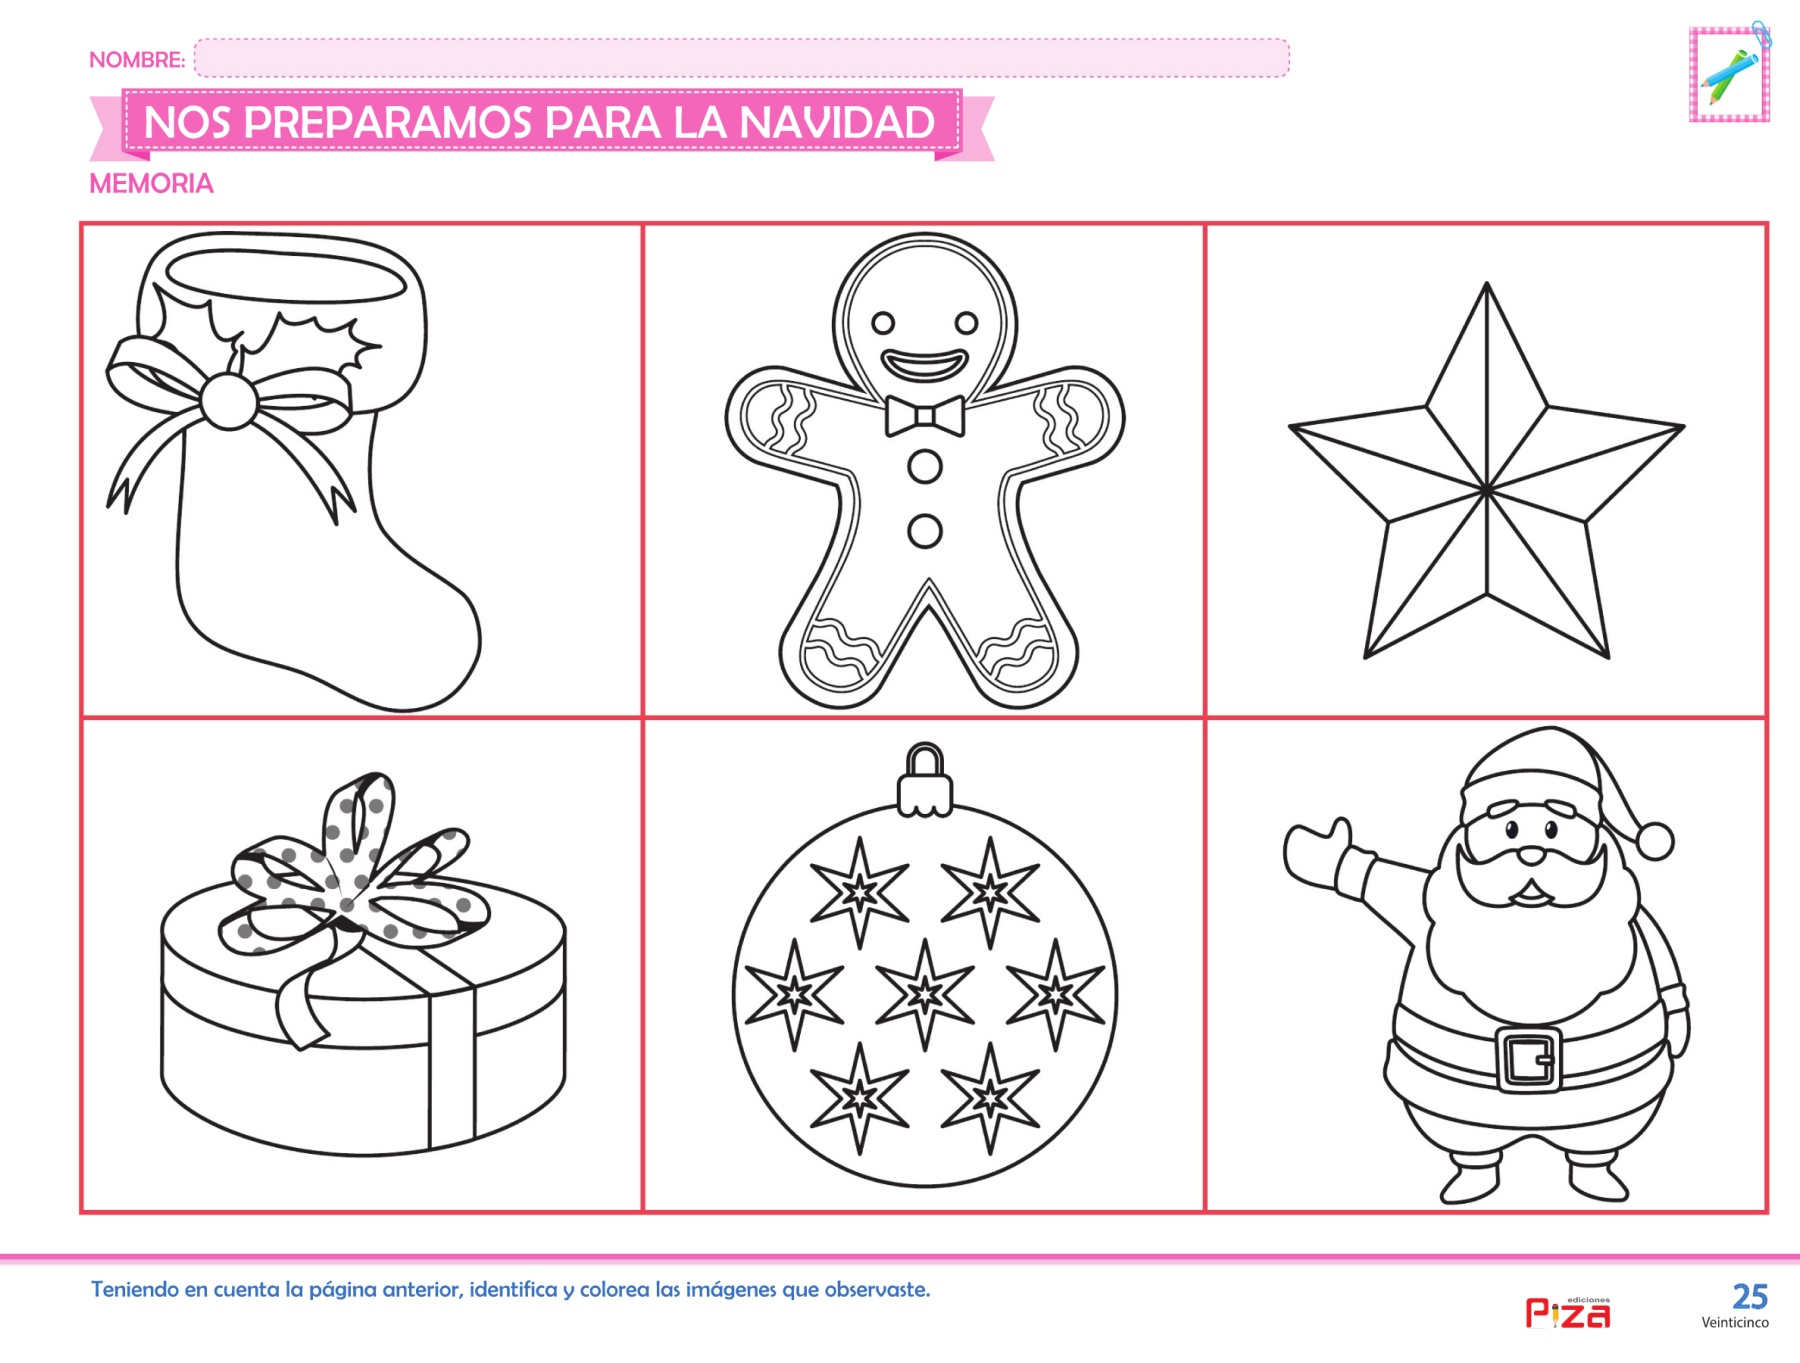 NOMBRE:
NOS PREPARAMOS PARA LA NAVIDAD
MEMORIA
Teniendo en cuenta la página anterior, identifica y colorea las imágenes que observaste.
ediciones
Piza
25
Veinticinco